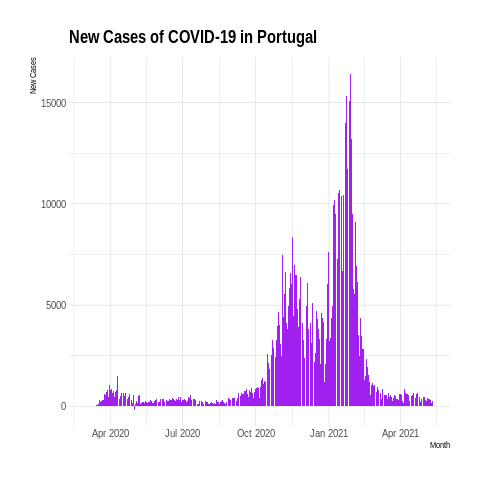 New Cases of COVID-19 in Portugal
New Cases
15000
10000
5000
0
Apr 2020 Jul 2020 Oct 2020 Jan 2021 Apr 2021
Month